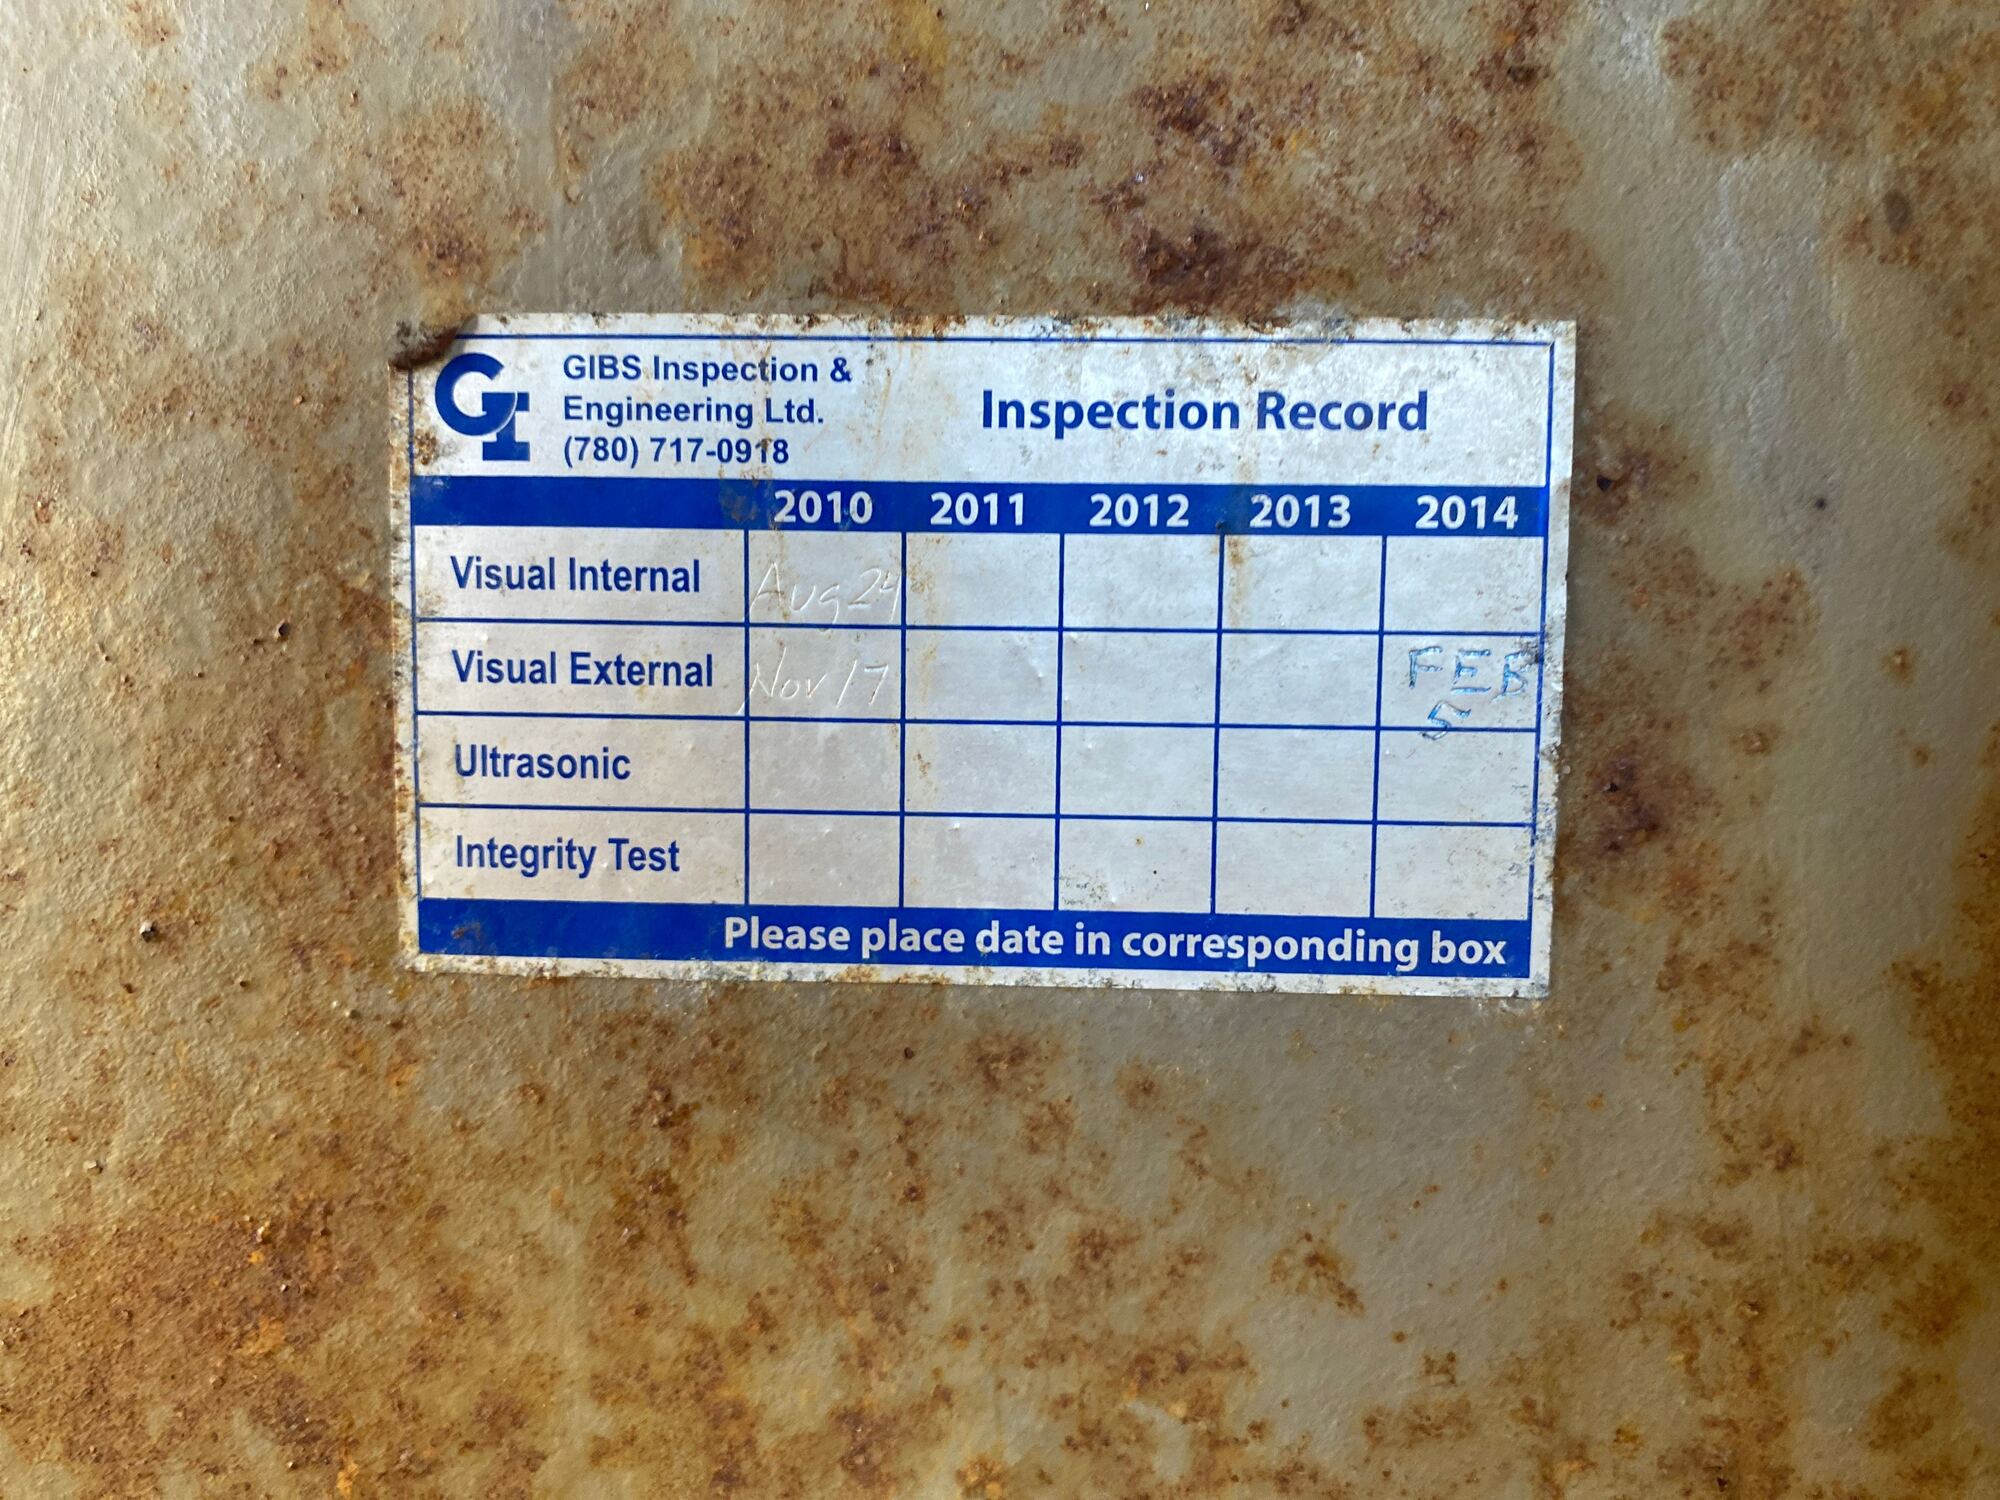 GI
GIBS Inspection &
Engineering Ltd.
(780) 717-0918
Inspection Record
2010 2011 2012 2013 2014
Visual Internal Aug 24
Visual External Nov 17 FEB 5
Ultrasonic
Integrity Test
Please place date in corresponding box